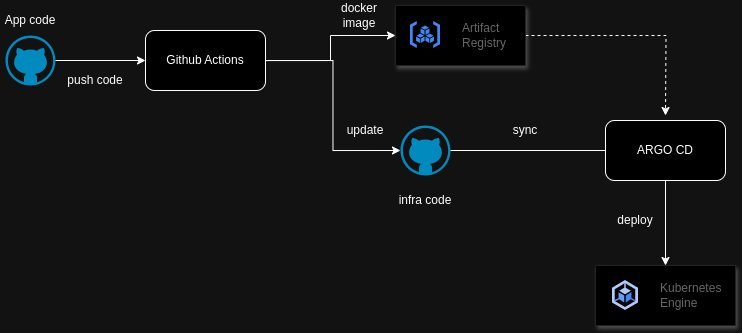 App code
push code
Github Actions
docker
image
Artifact
Registry
update
infra code
sync
ARGO CD
deploy
Kubernetes
Engine